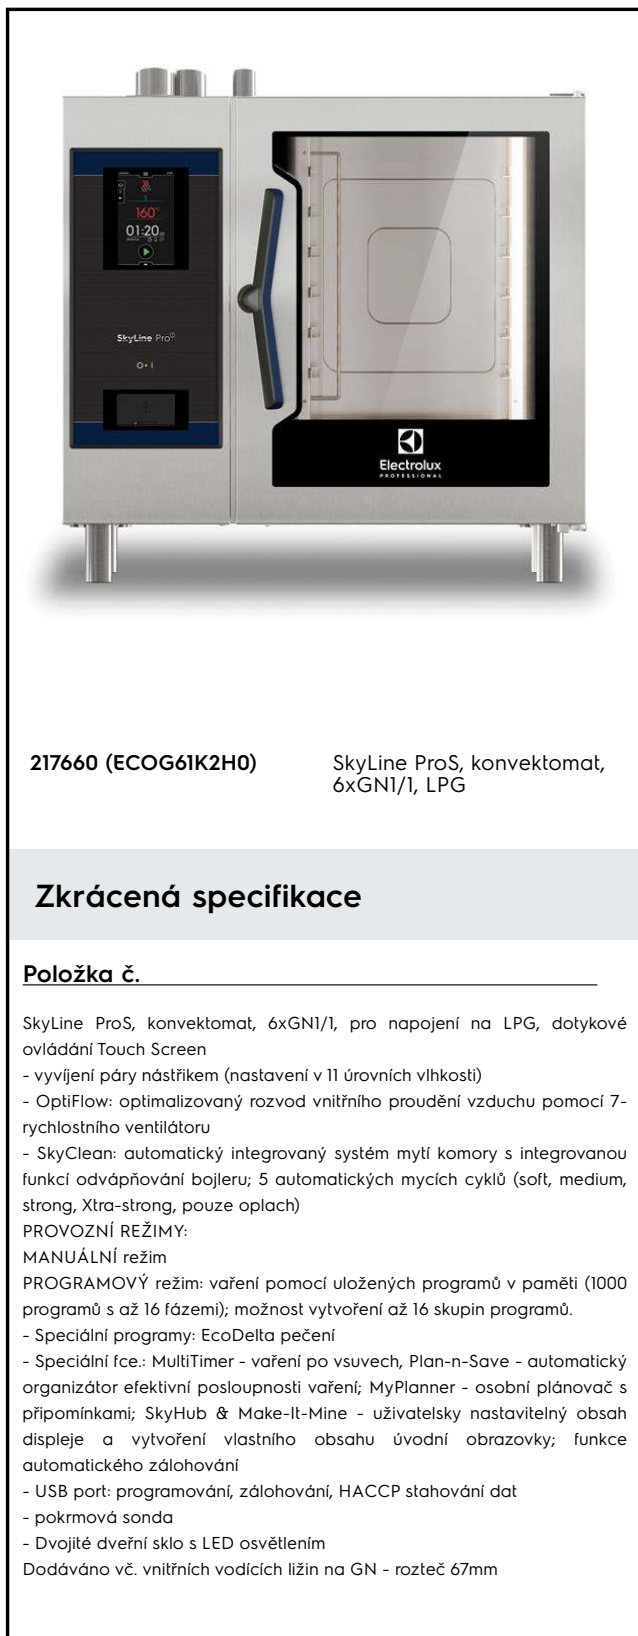 160°
01:20
SkyLine ProS
Electrolux
PROFESSIONAL
217660 (ECOG61K2H0)
SkyLine ProS, konvektomat,
6xGN1/1, LPG
Zkrácená specifikace
Položka č.
SkyLine ProS, konvektomat, 6xGN1/1, pro napojení na LPG, dotykové
ovládání Touch Screen
- vyvíjení páry nástřikem (nastavení v 11 úrovních vlhkosti)
- OptiFlow: optimalizovaný rozvod vnitřního proudění vzduchu pomocí 7-
rychlostního ventilátoru
- SkyClean: automatický integrovaný systém mytí komory s integrovanou
funkcí odvápňování bojleru; 5 automatických mycích cyklů (soft, medium,
strong, Xtra-strong, pouze oplach)
PROVOZNÍ REŽIMY:
MANUÁLNÍ režim
PROGRAMOVÝ režim: vaření pomocí uložených programů v paměti (1000
programů s až 16 fázemi); možnost vytvoření až 16 skupin programů.
- Speciální programy: EcoDelta pečení
- Speciální fce.: MultiTimer - vaření po vsuvech, Plan-n-Save - automatický
organizátor efektivní posloupnosti vaření; MyPlanner - osobní plánovač s
připomínkami; SkyHub & Make-It-Mine - uživatelsky nastavitelný obsah
displeje a vytvoření vlastního obsahu úvodní obrazovky; funkce
automatického zálohování
- USB port: programování, zálohování, HACCP stahování dat
- pokrmová sonda
- Dvojité dveřní sklo s LED osvětlením
Dodáváno vč. vnitřních vodících ližin na GN - rozteč 67mm